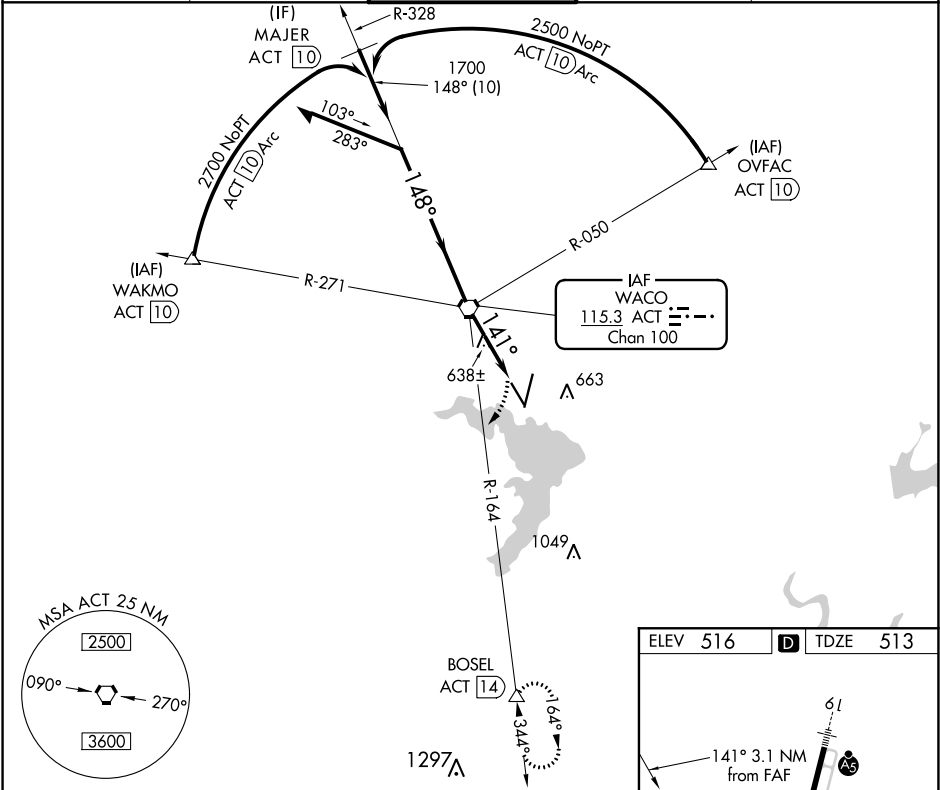 (IF)
MAJER
ACT 10
R-328
2500 NoPT
ACT 10 Arc
1700
148° (10)
103°
283°
2700 NoPT
ACT 10 Arc
148°
(IAF)
OVFAC
ACT 10
R-050
(IAF)
WAKMO
ACT 10
R-271
IAF
WACO
115.3 ACT
Chan 100
141°
638±
663
R-164
1049
MSA ACT 25 NM
2500
090°
270°
3600
BOSEL
ACT 14
344°
164°
1297
ELEV 516 D TDZE 513
19
141° 3.1 NM
from FAF
A5